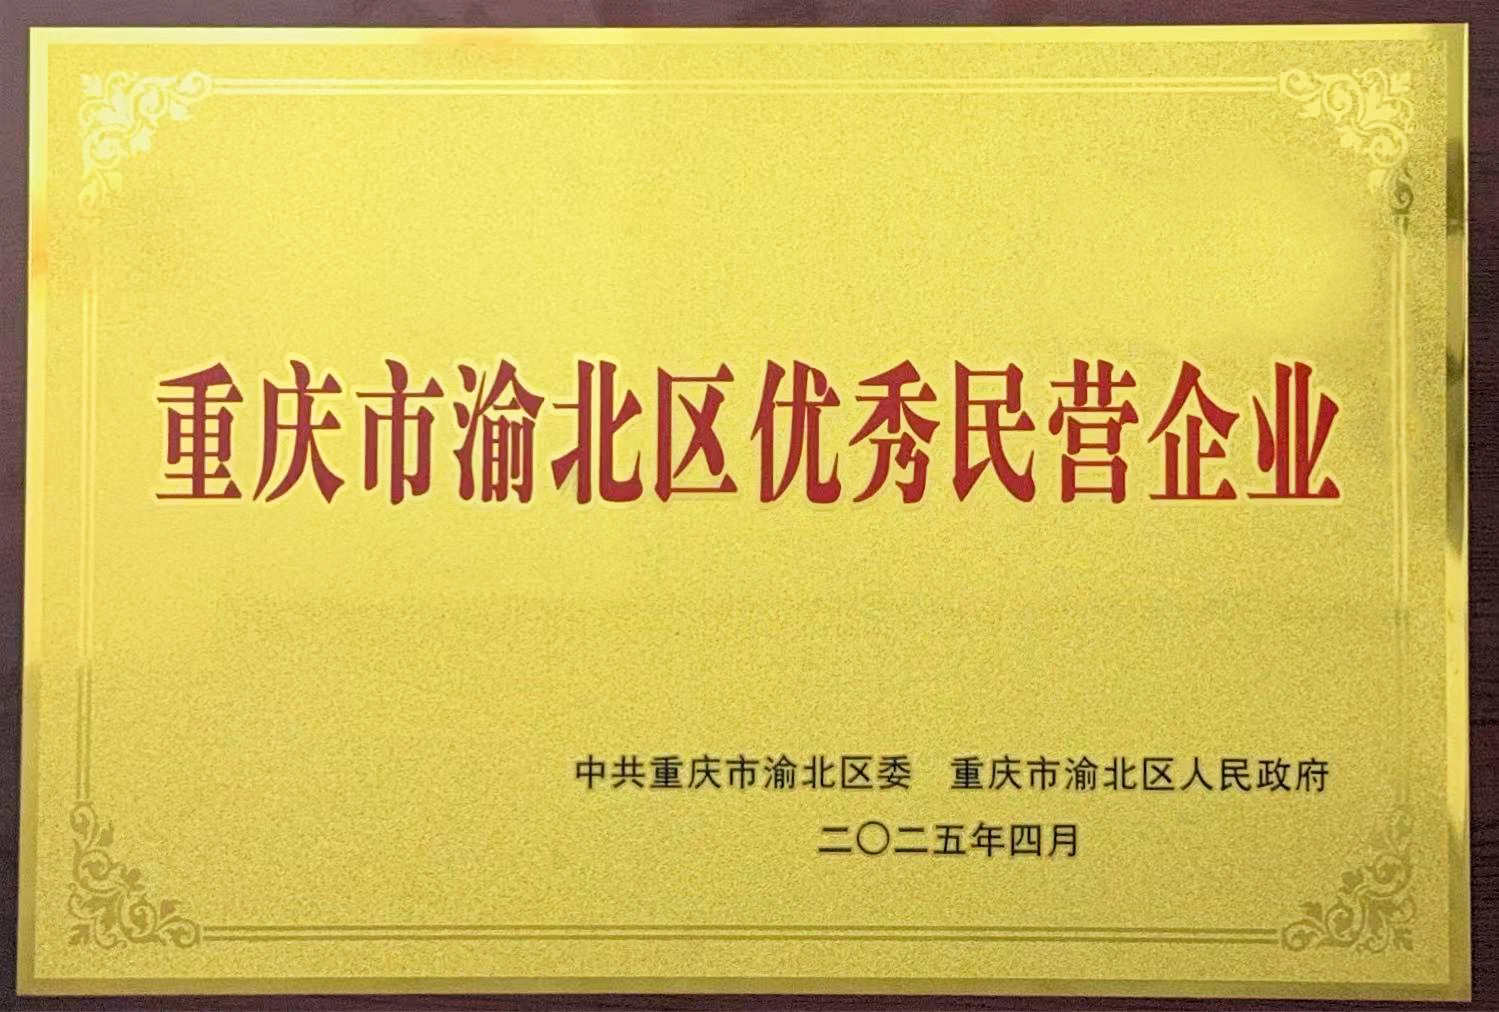 重庆市渝北区优秀民营企业
中共重庆市渝北区委　重庆市渝北区人民政府
二〇二五年四月